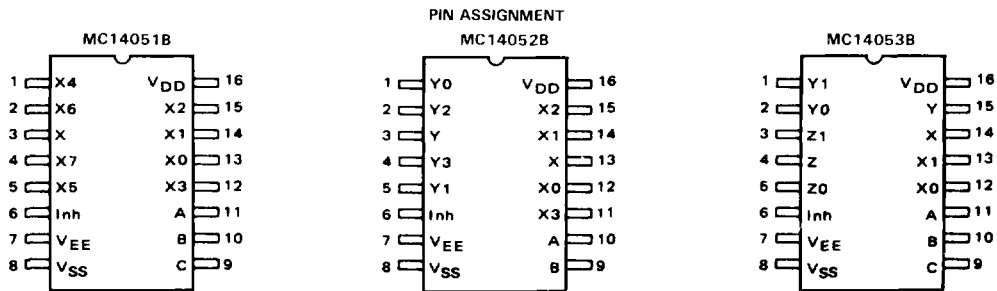 PIN ASSIGNMENT
MC14051B
1 X4 VDD 16
2 X6 X2 15
3 X X1 14
4 X7 X0 13
5 X5 X3 12
6 Inh A 11
7 VEE B 10
8 VSS C 9
MC14052B
1 Y0 VDD 16
2 Y2 X2 15
3 Y X1 14
4 Y3 X 13
5 Y1 X0 12
6 Inh X3 11
7 VEE A 10
8 VSS B 9
MC14053B
1 Y1 VDD 16
2 Y0 Y 15
3 Z1 X 14
4 Z X1 13
5 Z0 X0 12
6 Inh A 11
7 VEE B 10
8 VSS C 9